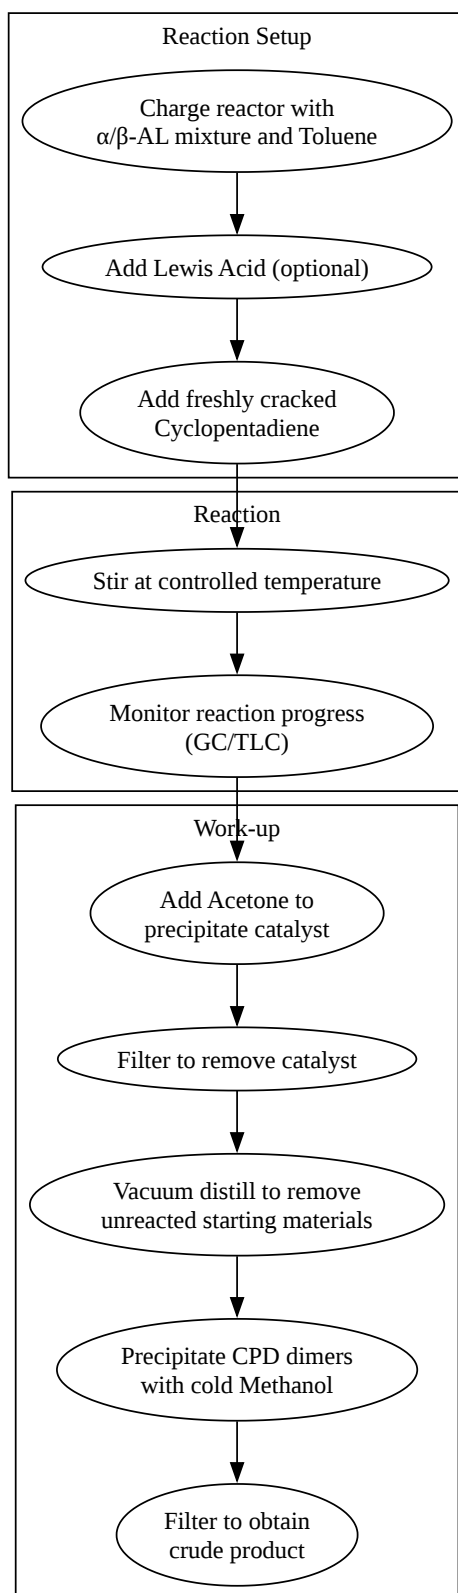 Reaction Setup
Charge reactor with
α/β-AL mixture and Toluene
Add Lewis Acid (optional)
Add freshly cracked
Cyclopentadiene
Reaction
Stir at controlled temperature
Monitor reaction progress
(GC/TLC)
Work-up
Add Acetone to
precipitate catalyst
Filter to remove catalyst
Vacuum distill to remove
unreacted starting materials
Precipitate CPD dimers
with cold Methanol
Filter to obtain
crude product